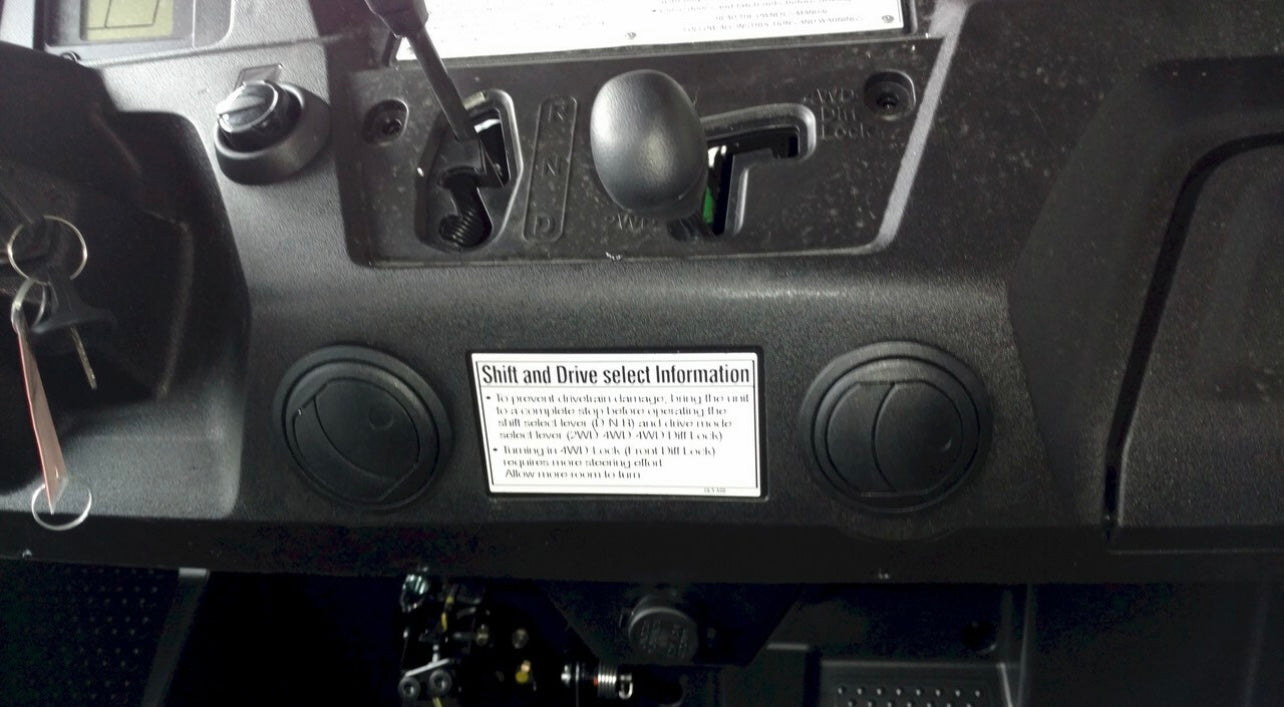 R
4WD
Diff
Lock
N
D
2WD
Shift and Drive select Information
• To prevent drivetrain damage, bring the unit
to a complete stop before operating the
shift select lever (D N R) and drive mode
select lever (2WD 4WD 4WD Diff Lock)
• Turning in 4WD Lock (Front Diff Lock)
requires more steering effort
Allow more room to turn